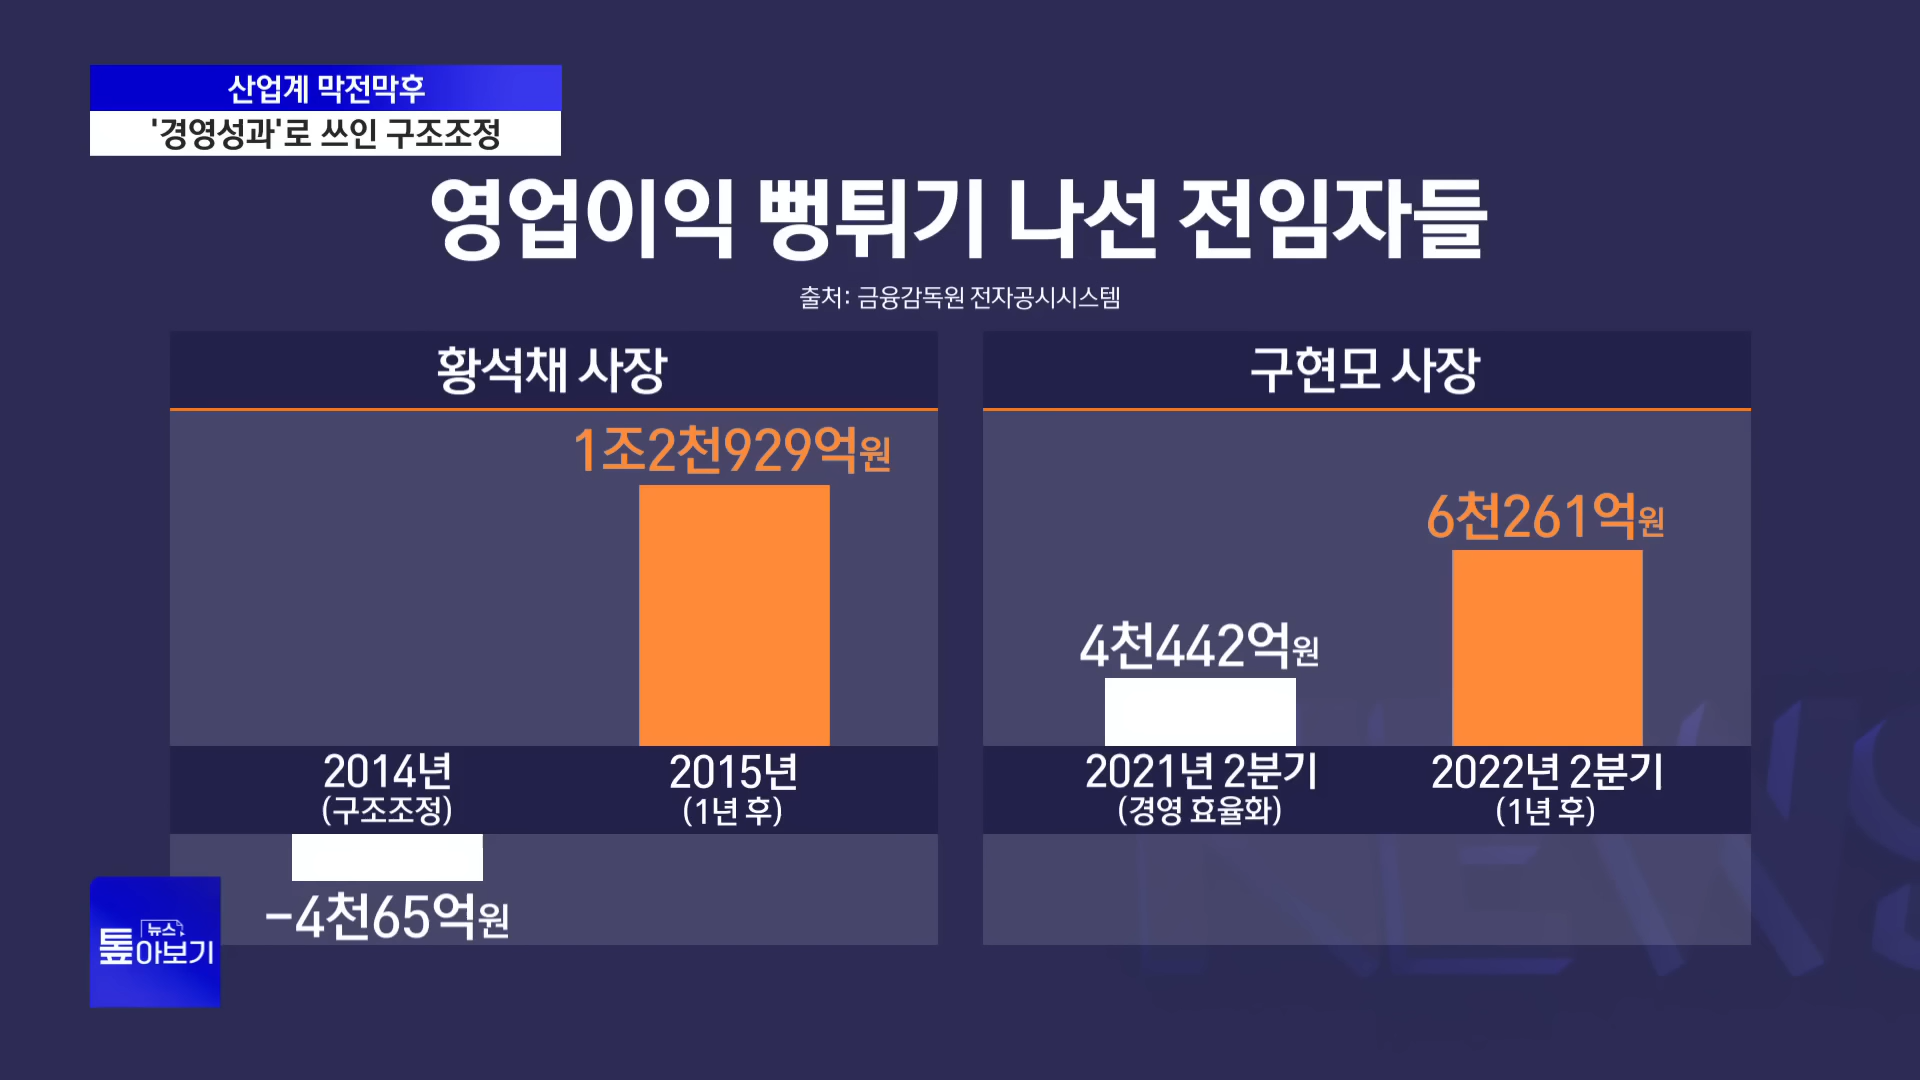 산업계 막전막후
'경영성과'로 쓰인 구조조정
영업이익 뻥튀기 나선 전임자들
출처: 금융감독원 전자공시시스템
황석채 사장
1조2천929억원
2014년
(구조조정)
2015년
(1년 후)
-4천65억원
구현모 사장
4천442억원
6천261억원
2021년 2분기
(경영 효율화)
2022년 2분기
(1년 후)
뉴스
톺아보기
NEWS